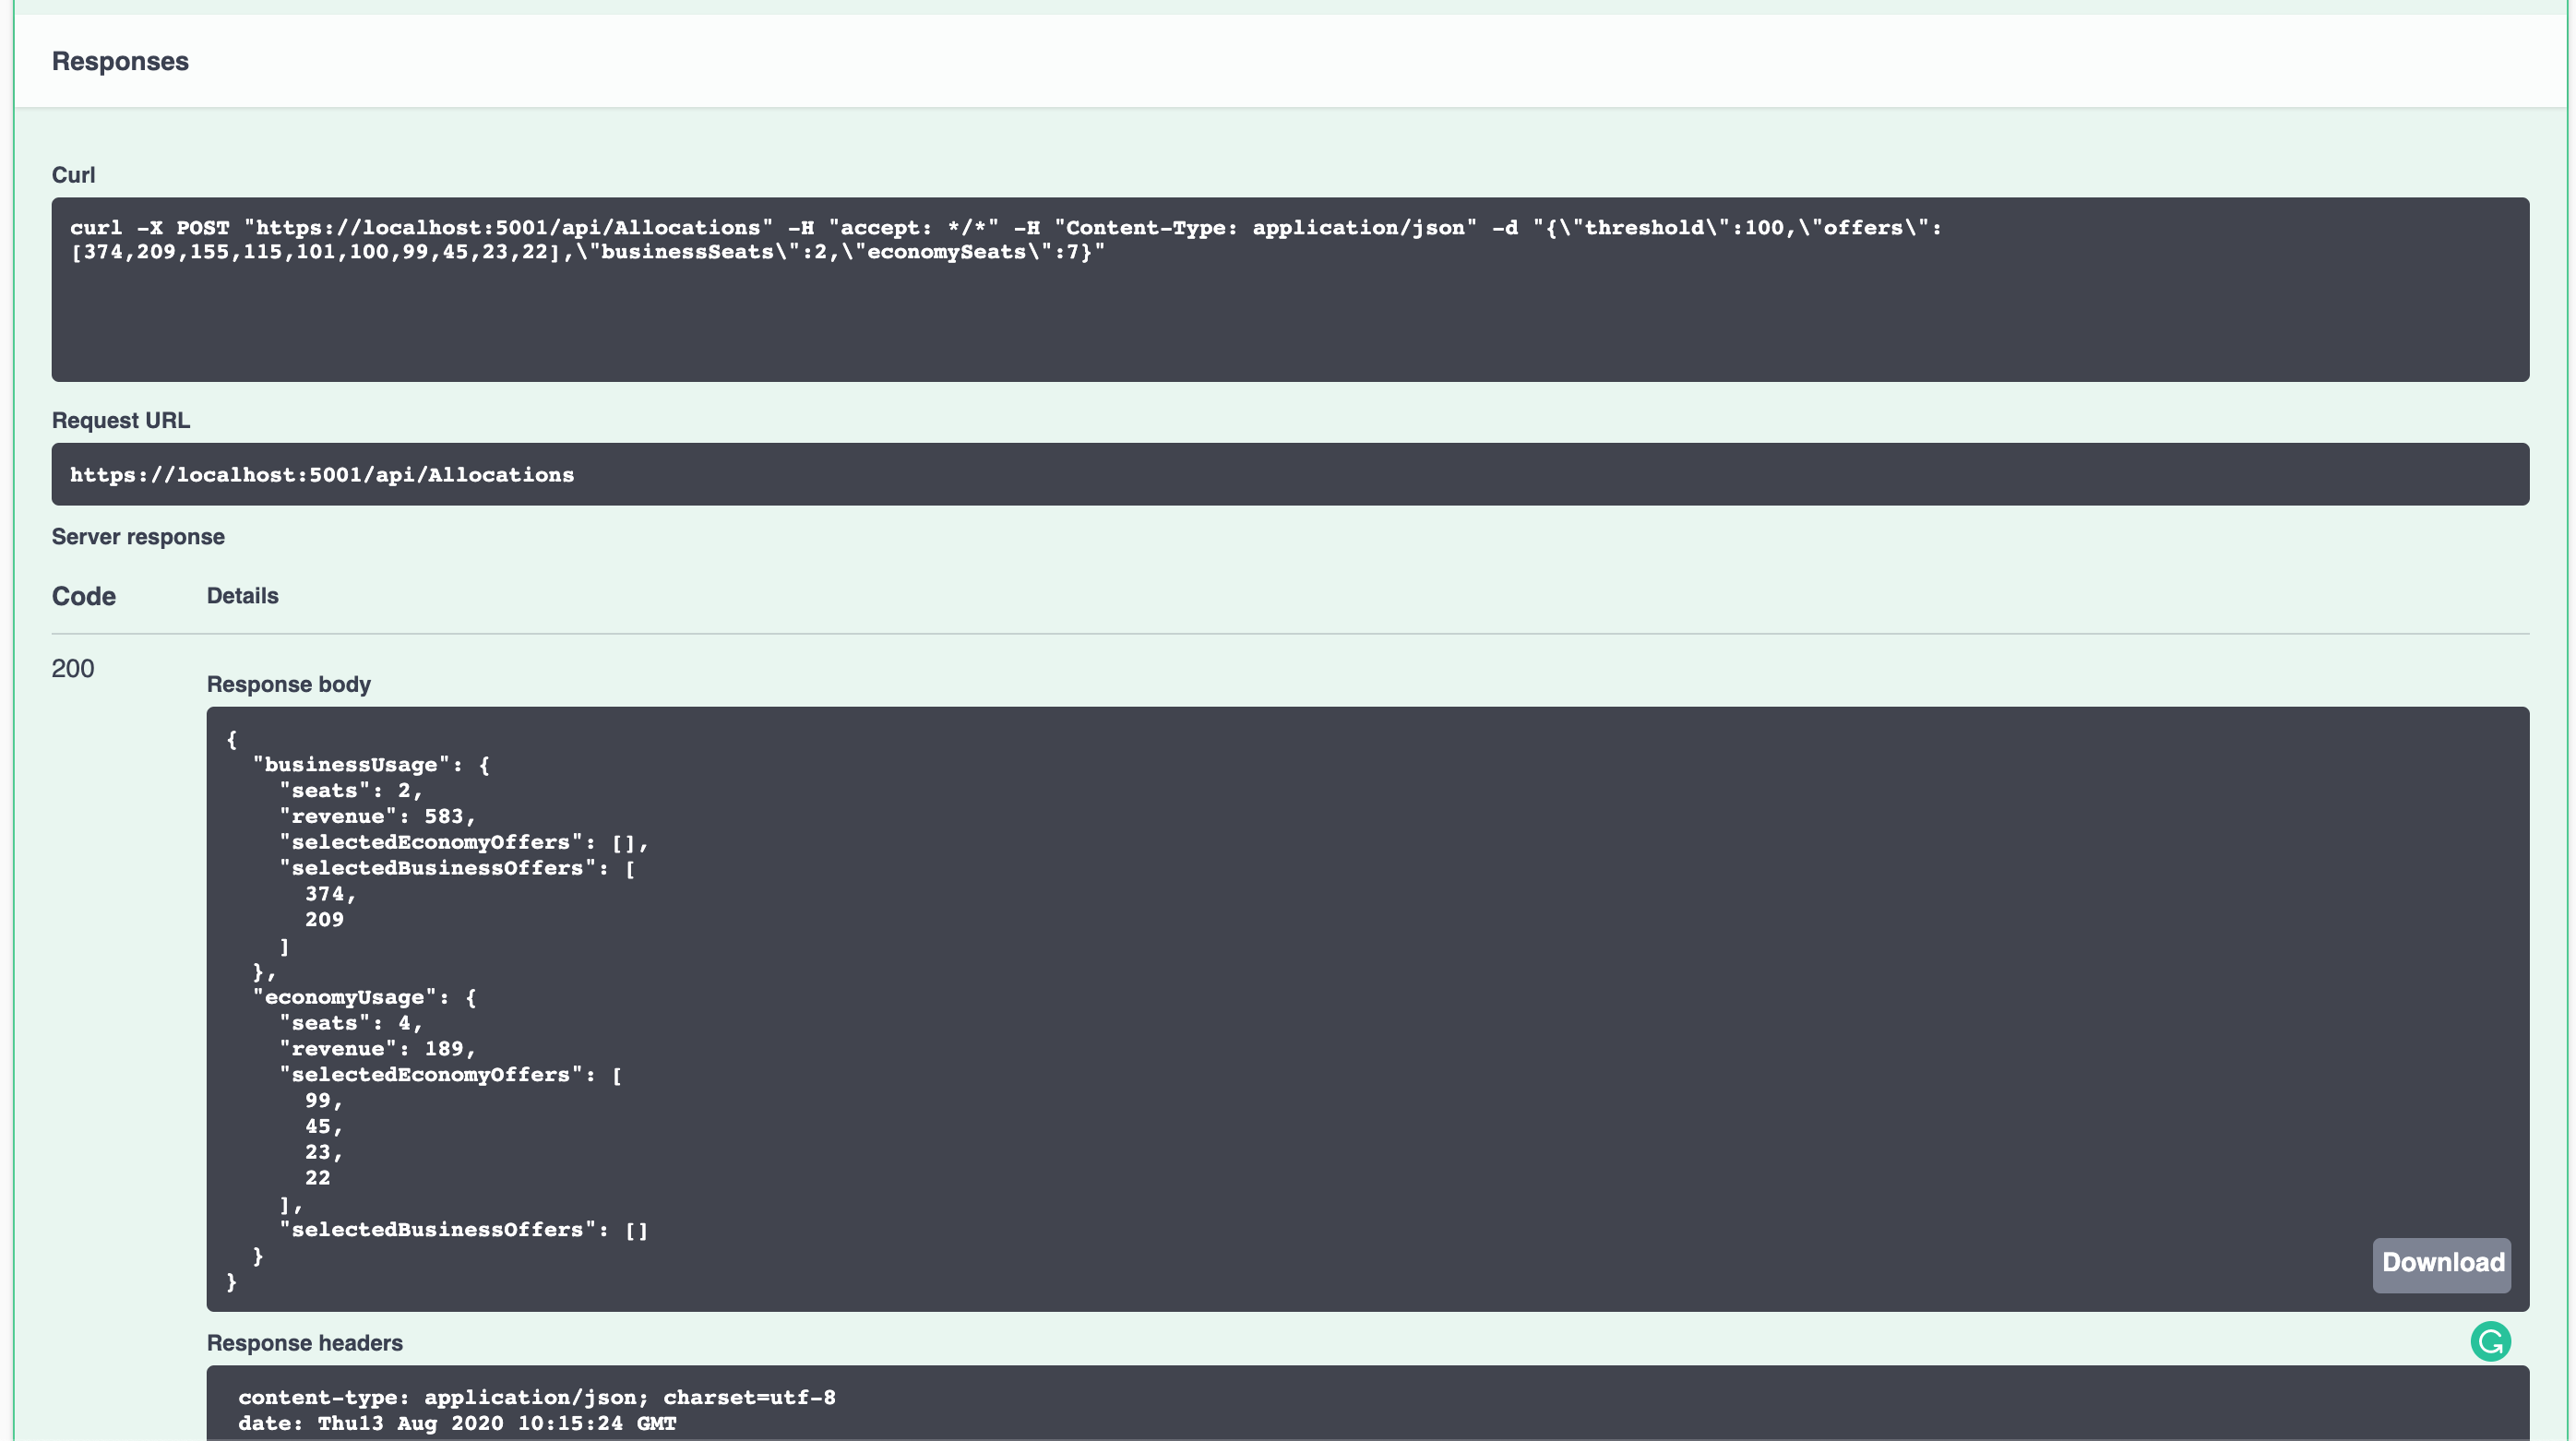 Responses
Curl
curl -X POST "https://localhost:5001/api/Allocations" -H "accept: */*" -H "Content-Type: application/json" -d "{\"threshold\":100,\"offers\":
[374,209,155,115,101,100,99,45,23,22],\"businessSeats\":2,\"economySeats\":7}"
Request URL
https://localhost:5001/api/Allocations
Server response
Code Details
200
Response body
{
  "businessUsage": {
    "seats": 2,
    "revenue": 583,
    "selectedEconomyOffers": [],
    "selectedBusinessOffers": [
      374,
      209
    ]
  },
  "economyUsage": {
    "seats": 4,
    "revenue": 189,
    "selectedEconomyOffers": [
      99,
      45,
      23,
      22
    ],
    "selectedBusinessOffers": []
  }
}
Download
Response headers
content-type: application/json; charset=utf-8
date: Thu13 Aug 2020 10:15:24 GMT